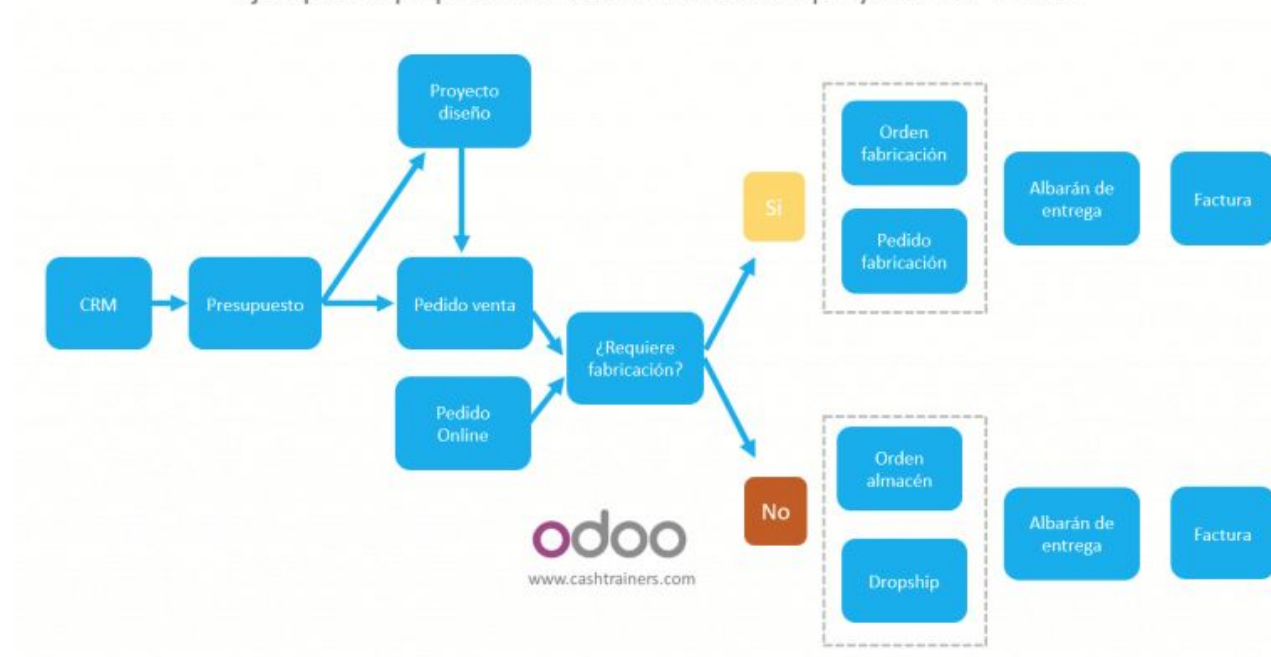 Proyecto
diseño
CRM
Presupuesto
Pedido venta
Pedido
Online
¿Requiere
fabricación?
Si
Orden
fabricación
Pedido
fabricación
Albarán de
entrega
Factura
No
Orden
almacén
Dropship
Albarán de
entrega
Factura
odoo
www.cashtrainers.com